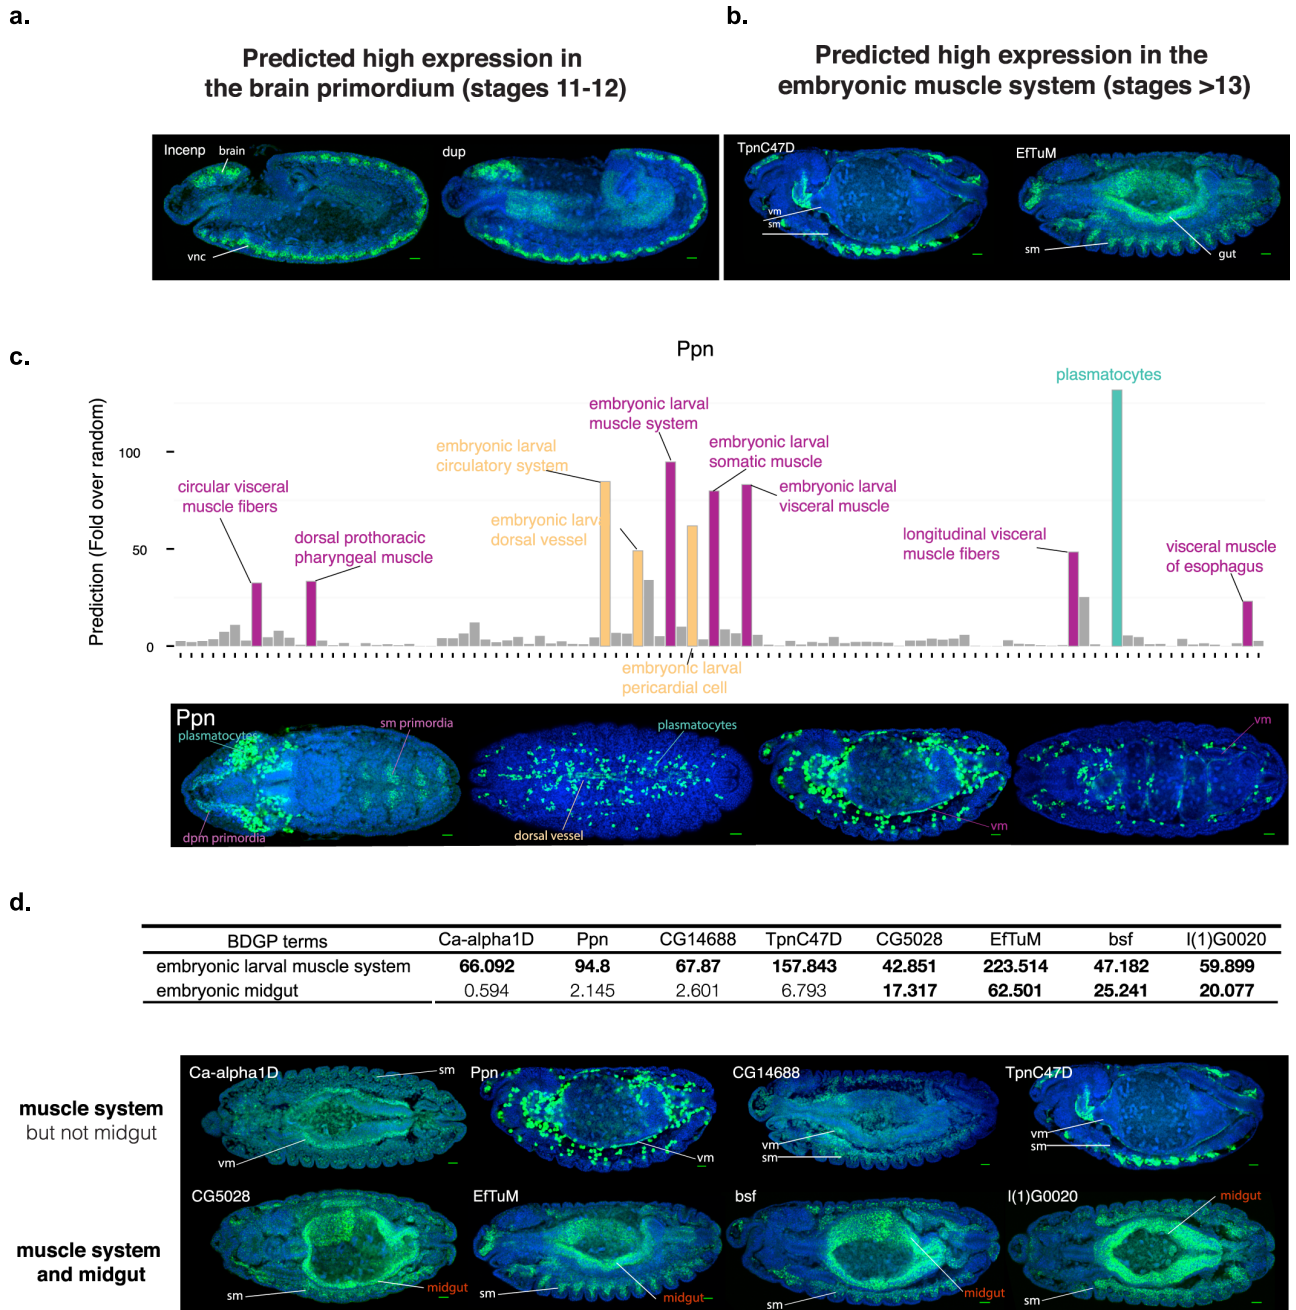 a.
Predicted high expression in
the brain primordium (stages 11-12)
Incenp
brain
vnc
dup
b.
Predicted high expression in the
embryonic muscle system (stages >13)
TpnC47D
vm
sm
EfTuM
sm
gut
c.
Ppn
Prediction (Fold over random)
100
50
0
circular visceral
muscle fibers
dorsal prothoracic
pharyngeal muscle
embryonic larval
circulatory system
embryonic larval
dorsal vessel
embryonic larval
muscle system
embryonic larval
pericardial cell
embryonic larval
somatic muscle
embryonic larval
visceral muscle
longitudinal visceral
muscle fibers
plasmatocytes
visceral muscle
of esophagus
Ppn
plasmatocytes
sm primordia
dpm primordia
plasmatocytes
dorsal vessel
vm
vm
d.
BDGP terms Ca-alpha1D Ppn CG14688 TpnC47D CG5028 EfTuM bsf l(1)G0020
embryonic larval muscle system 66.092 94.8 67.87 157.843 42.851 223.514 47.182 59.899
embryonic midgut 0.594 2.145 2.601 6.793 17.317 62.501 25.241 20.077
muscle system
but not midgut
Ca-alpha1D
sm
vm
Ppn
vm
CG14688
vm
sm
TpnC47D
vm
sm
muscle system
and midgut
CG5028
sm
midgut
EfTuM
sm
midgut
bsf
sm
midgut
l(1)G0020
midgut
sm